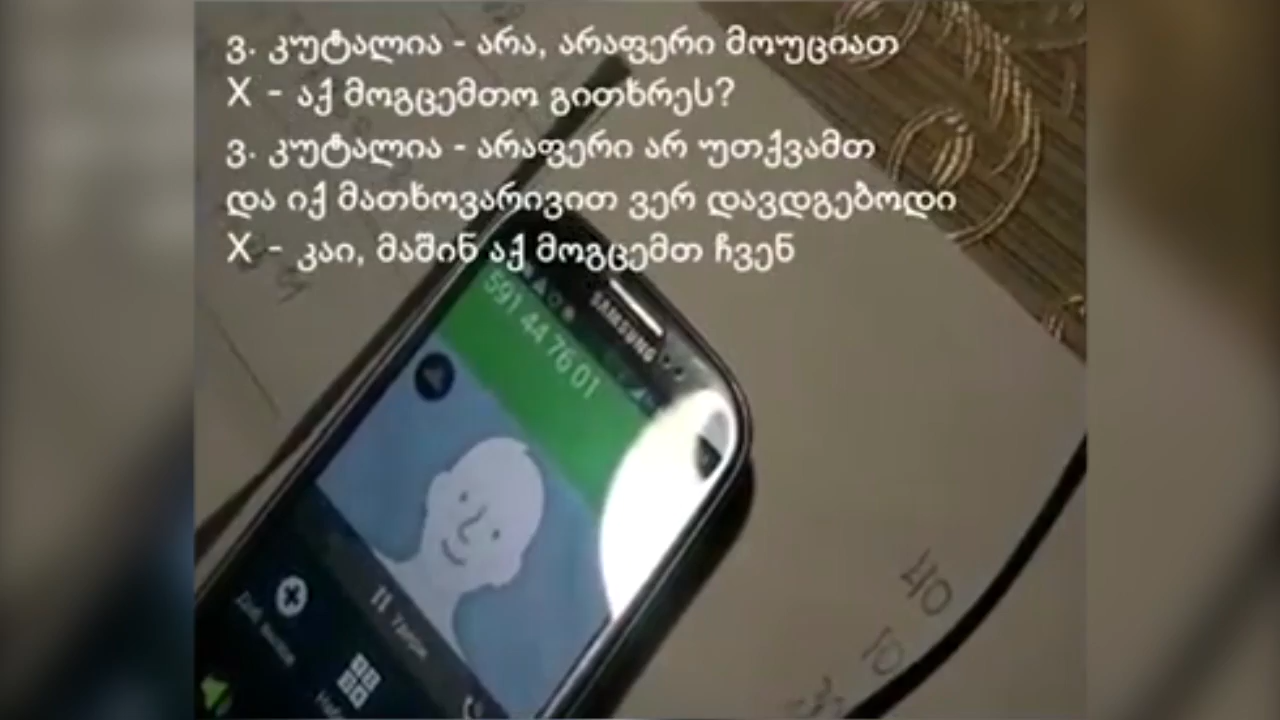 ვ. კუტალია - არა, არაფერი მოუციათ
X - აქ მოგცემთო გითხრეს?
ვ. კუტალია - არაფერი არ უთქვამთ
და იქ მათხოვარივით ვერ დავდგებოდი
X - კაი, მაშინ აქ მოგცემთ ჩვენ
SAMSUNG
591 44 76 01
40